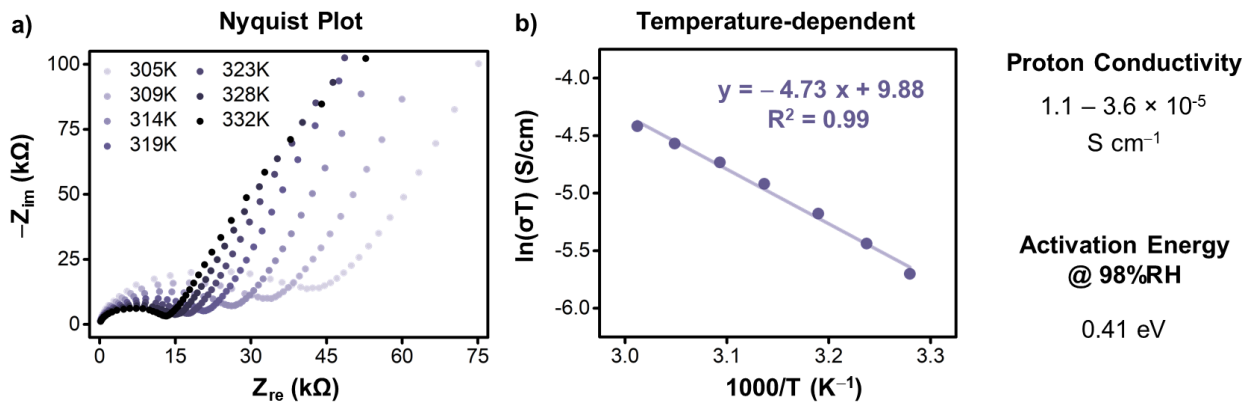 a)
Nyquist Plot
−Z_im (kΩ)
100
75
50
25
0
305K
309K
314K
319K
323K
328K
332K
0
15
30
45
60
75
Z_re (kΩ)
b)
Temperature-dependent
ln(σT) (S/cm)
-4.0
-4.5
-5.0
-5.5
-6.0
y = − 4.73 x + 9.88
R² = 0.99
3.0
3.1
3.2
3.3
1000/T (K⁻¹)
Proton Conductivity
1.1 – 3.6 × 10⁻⁵
S cm⁻¹
Activation Energy
@ 98%RH
0.41 eV